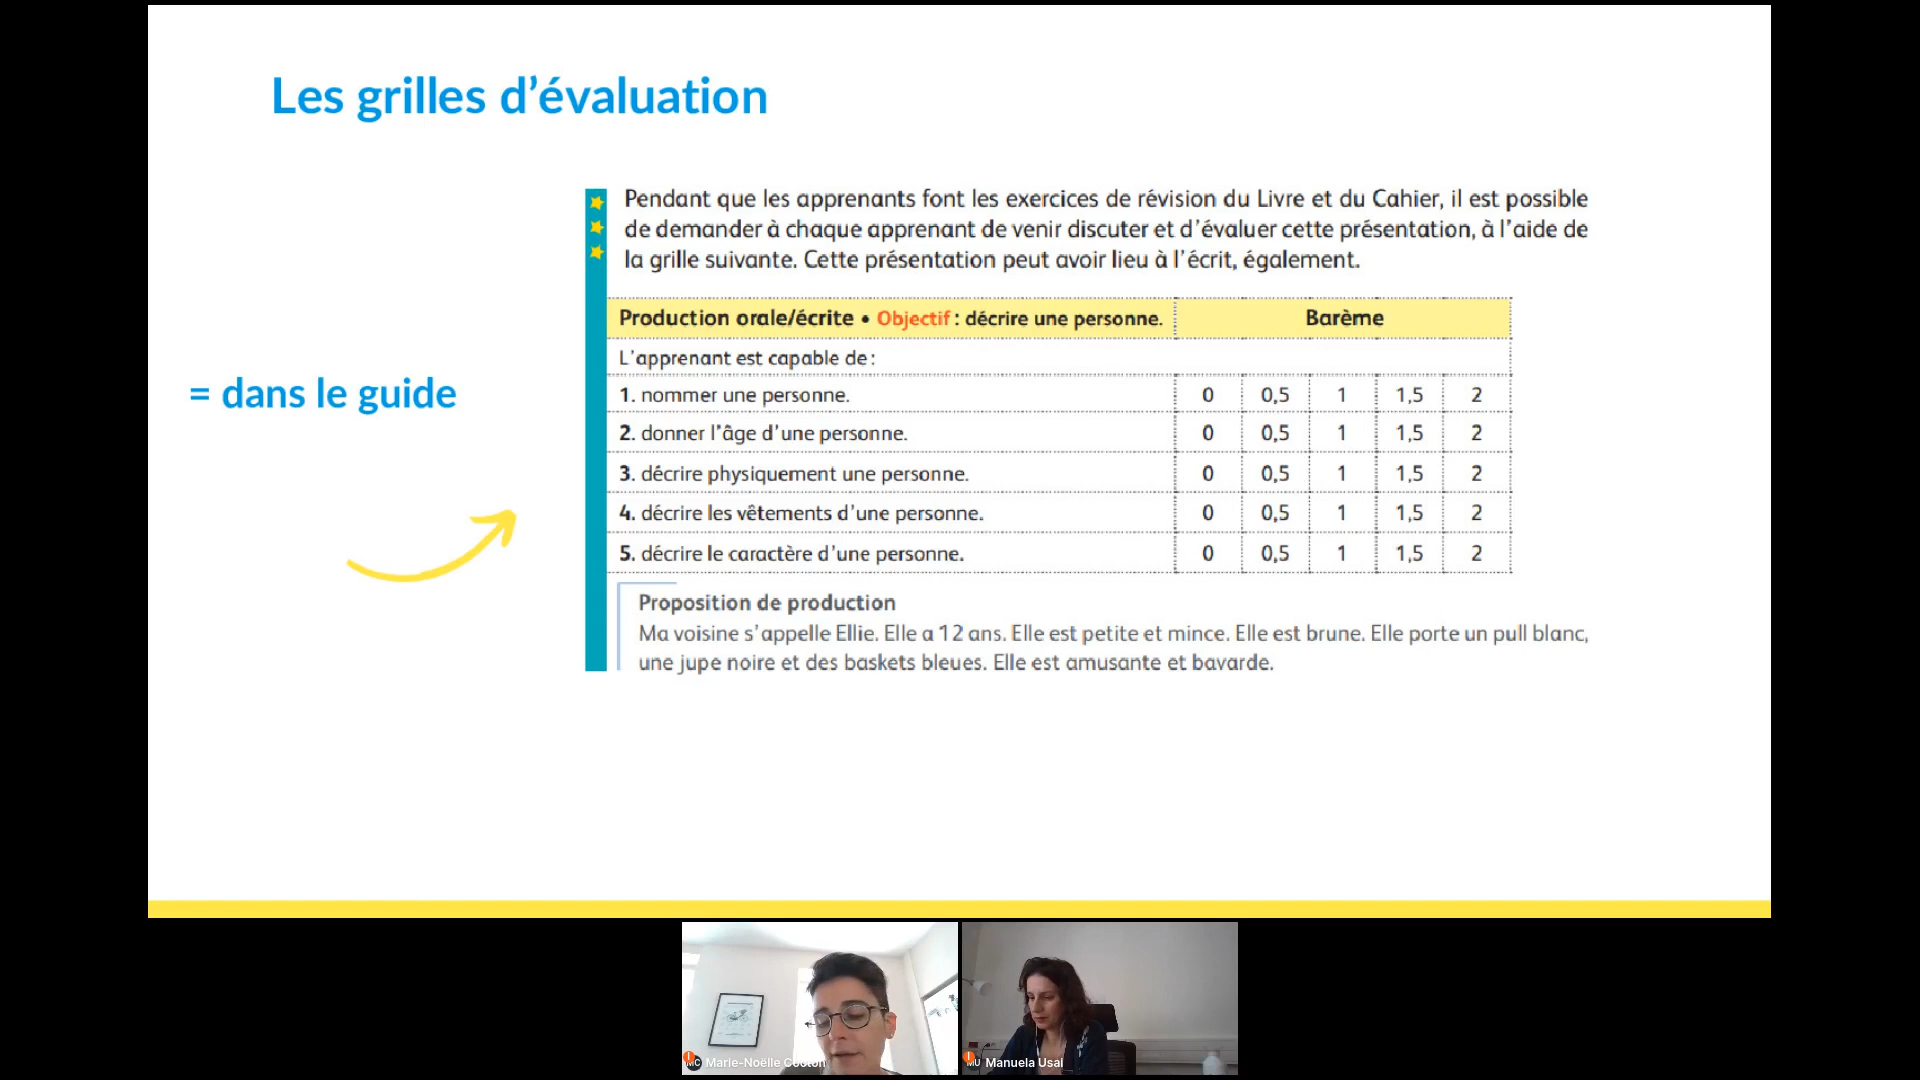 Les grilles d'évaluation
= dans le guide
Pendant que les apprenants font les exercices de révision du Livre et du Cahier, il est possible
de demander à chaque apprenant de venir discuter et d'évaluer cette présentation, à l'aide de
la grille suivante. Cette présentation peut avoir lieu à l'écrit, également.
Production orale/écrite • Objectif : décrire une personne. Barème
L'apprenant est capable de :
1. nommer une personne. 0 0,5 1 1,5 2
2. donner l'âge d'une personne. 0 0,5 1 1,5 2
3. décrire physiquement une personne. 0 0,5 1 1,5 2
4. décrire les vêtements d'une personne. 0 0,5 1 1,5 2
5. décrire le caractère d'une personne. 0 0,5 1 1,5 2
Proposition de production
Ma voisine s'appelle Ellie. Elle a 12 ans. Elle est petite et mince. Elle est brune. Elle porte un pull blanc,
une jupe noire et des baskets bleues. Elle est amusante et bavarde.
MC Marie-Noëlle Cocton
MU Manuela Usai